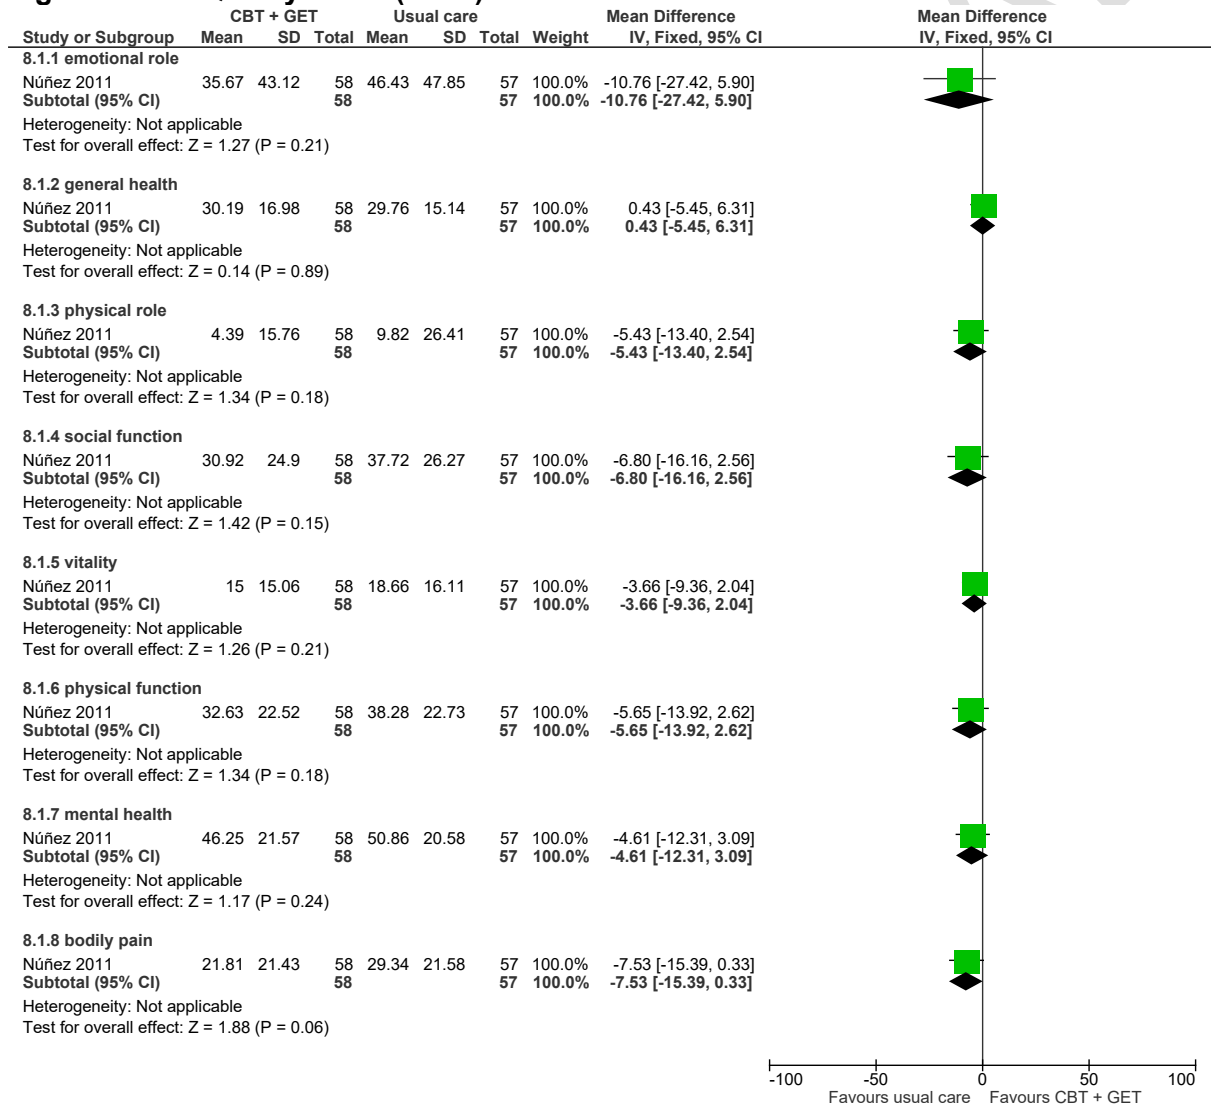 CBT + GET Usual care Mean Difference Mean Difference
Study or Subgroup Mean SD Total Mean SD Total Weight IV, Fixed, 95% CI IV, Fixed, 95% CI
8.1.1 emotional role
Núñez 2011 35.67 43.12 58 46.43 47.85 57 100.0% -10.76 [-27.42, 5.90]
Subtotal (95% CI) 58 57 100.0% -10.76 [-27.42, 5.90]
Heterogeneity: Not applicable
Test for overall effect: Z = 1.27 (P = 0.21)
8.1.2 general health
Núñez 2011 30.19 16.98 58 29.76 15.14 57 100.0% 0.43 [-5.45, 6.31]
Subtotal (95% CI) 58 57 100.0% 0.43 [-5.45, 6.31]
Heterogeneity: Not applicable
Test for overall effect: Z = 0.14 (P = 0.89)
8.1.3 physical role
Núñez 2011 4.39 15.76 58 9.82 26.41 57 100.0% -5.43 [-13.40, 2.54]
Subtotal (95% CI) 58 57 100.0% -5.43 [-13.40, 2.54]
Heterogeneity: Not applicable
Test for overall effect: Z = 1.34 (P = 0.18)
8.1.4 social function
Núñez 2011 30.92 24.9 58 37.72 26.27 57 100.0% -6.80 [-16.16, 2.56]
Subtotal (95% CI) 58 57 100.0% -6.80 [-16.16, 2.56]
Heterogeneity: Not applicable
Test for overall effect: Z = 1.42 (P = 0.15)
8.1.5 vitality
Núñez 2011 15 15.06 58 18.66 16.11 57 100.0% -3.66 [-9.36, 2.04]
Subtotal (95% CI) 58 57 100.0% -3.66 [-9.36, 2.04]
Heterogeneity: Not applicable
Test for overall effect: Z = 1.26 (P = 0.21)
8.1.6 physical function
Núñez 2011 32.63 22.52 58 38.28 22.73 57 100.0% -5.65 [-13.92, 2.62]
Subtotal (95% CI) 58 57 100.0% -5.65 [-13.92, 2.62]
Heterogeneity: Not applicable
Test for overall effect: Z = 1.34 (P = 0.18)
8.1.7 mental health
Núñez 2011 46.25 21.57 58 50.86 20.58 57 100.0% -4.61 [-12.31, 3.09]
Subtotal (95% CI) 58 57 100.0% -4.61 [-12.31, 3.09]
Heterogeneity: Not applicable
Test for overall effect: Z = 1.17 (P = 0.24)
8.1.8 bodily pain
Núñez 2011 21.81 21.43 58 29.34 21.58 57 100.0% -7.53 [-15.39, 0.33]
Subtotal (95% CI) 58 57 100.0% -7.53 [-15.39, 0.33]
Heterogeneity: Not applicable
Test for overall effect: Z = 1.88 (P = 0.06)
-100 -50 0 50 100
Favours usual care Favours CBT + GET